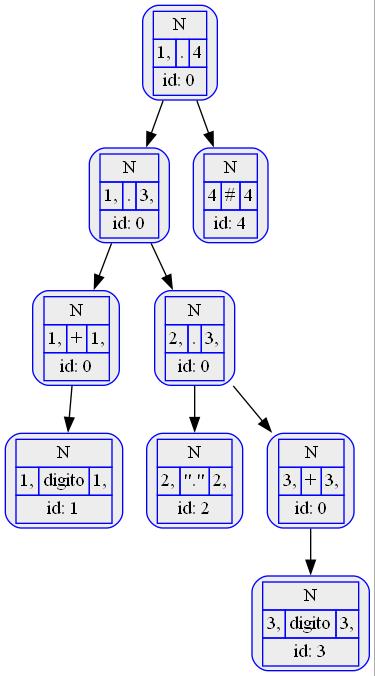 N
1, . 4
id: 0
N
1, . 3,
id: 0
N
4 # 4
id: 4
N
1, + 1,
id: 0
N
2, . 3,
id: 0
N
1, digito 1,
id: 1
N
2, "." 2,
id: 2
N
3, + 3,
id: 0
N
3, digito 3,
id: 3